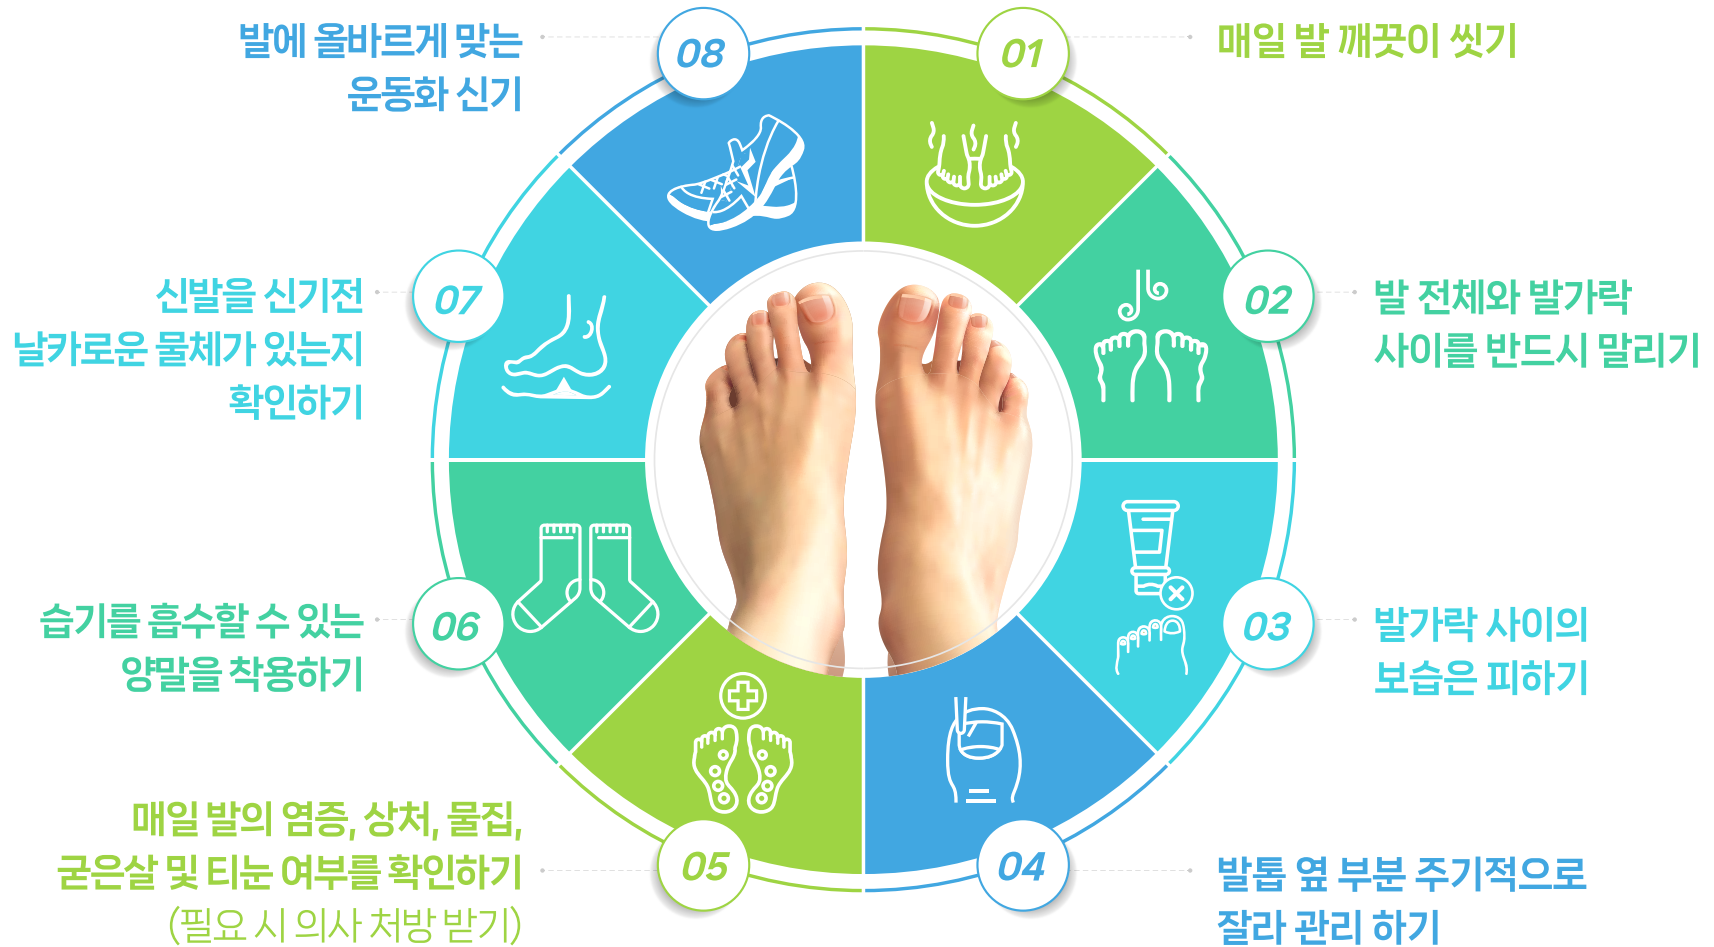 01
매일 발 깨끗이 씻기
02
발 전체와 발가락
사이를 반드시 말리기
03
발가락 사이의
보습은 피하기
04
발톱 옆 부분 주기적으로
잘라 관리 하기
05
매일 발의 염증, 상처, 물집,
굳은살 및 티눈 여부를 확인하기
(필요 시 의사 처방 받기)
06
습기를 흡수할 수 있는
양말을 착용하기
07
신발을 신기전
날카로운 물체가 있는지
확인하기
08
발에 올바르게 맞는
운동화 신기